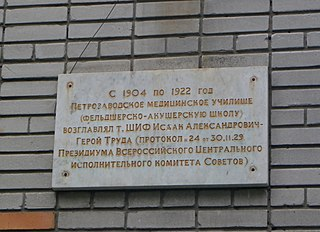 С 1904 ПО 1922 ГОД
ПЕТРОЗАВОДСКОЕ МЕДИЦИНСКОЕ УЧИЛИЩЕ
(ФЕЛЬДШЕРСКО-АКУШЕРСКУЮ ШКОЛУ)
ВОЗГЛАВЛЯЛ Т. ШИФ ИСААК АЛЕКСАНДРОВИЧ-
ГЕРОЙ ТРУДА (ПРОТОКОЛ № 24 ОТ 30.11.29
ПРЕЗИДИУМА ВСЕРОССИЙСКОГО ЦЕНТРАЛЬНОГО
ИСПОЛНИТЕЛЬНОГО КОМИТЕТА СОВЕТОВ)